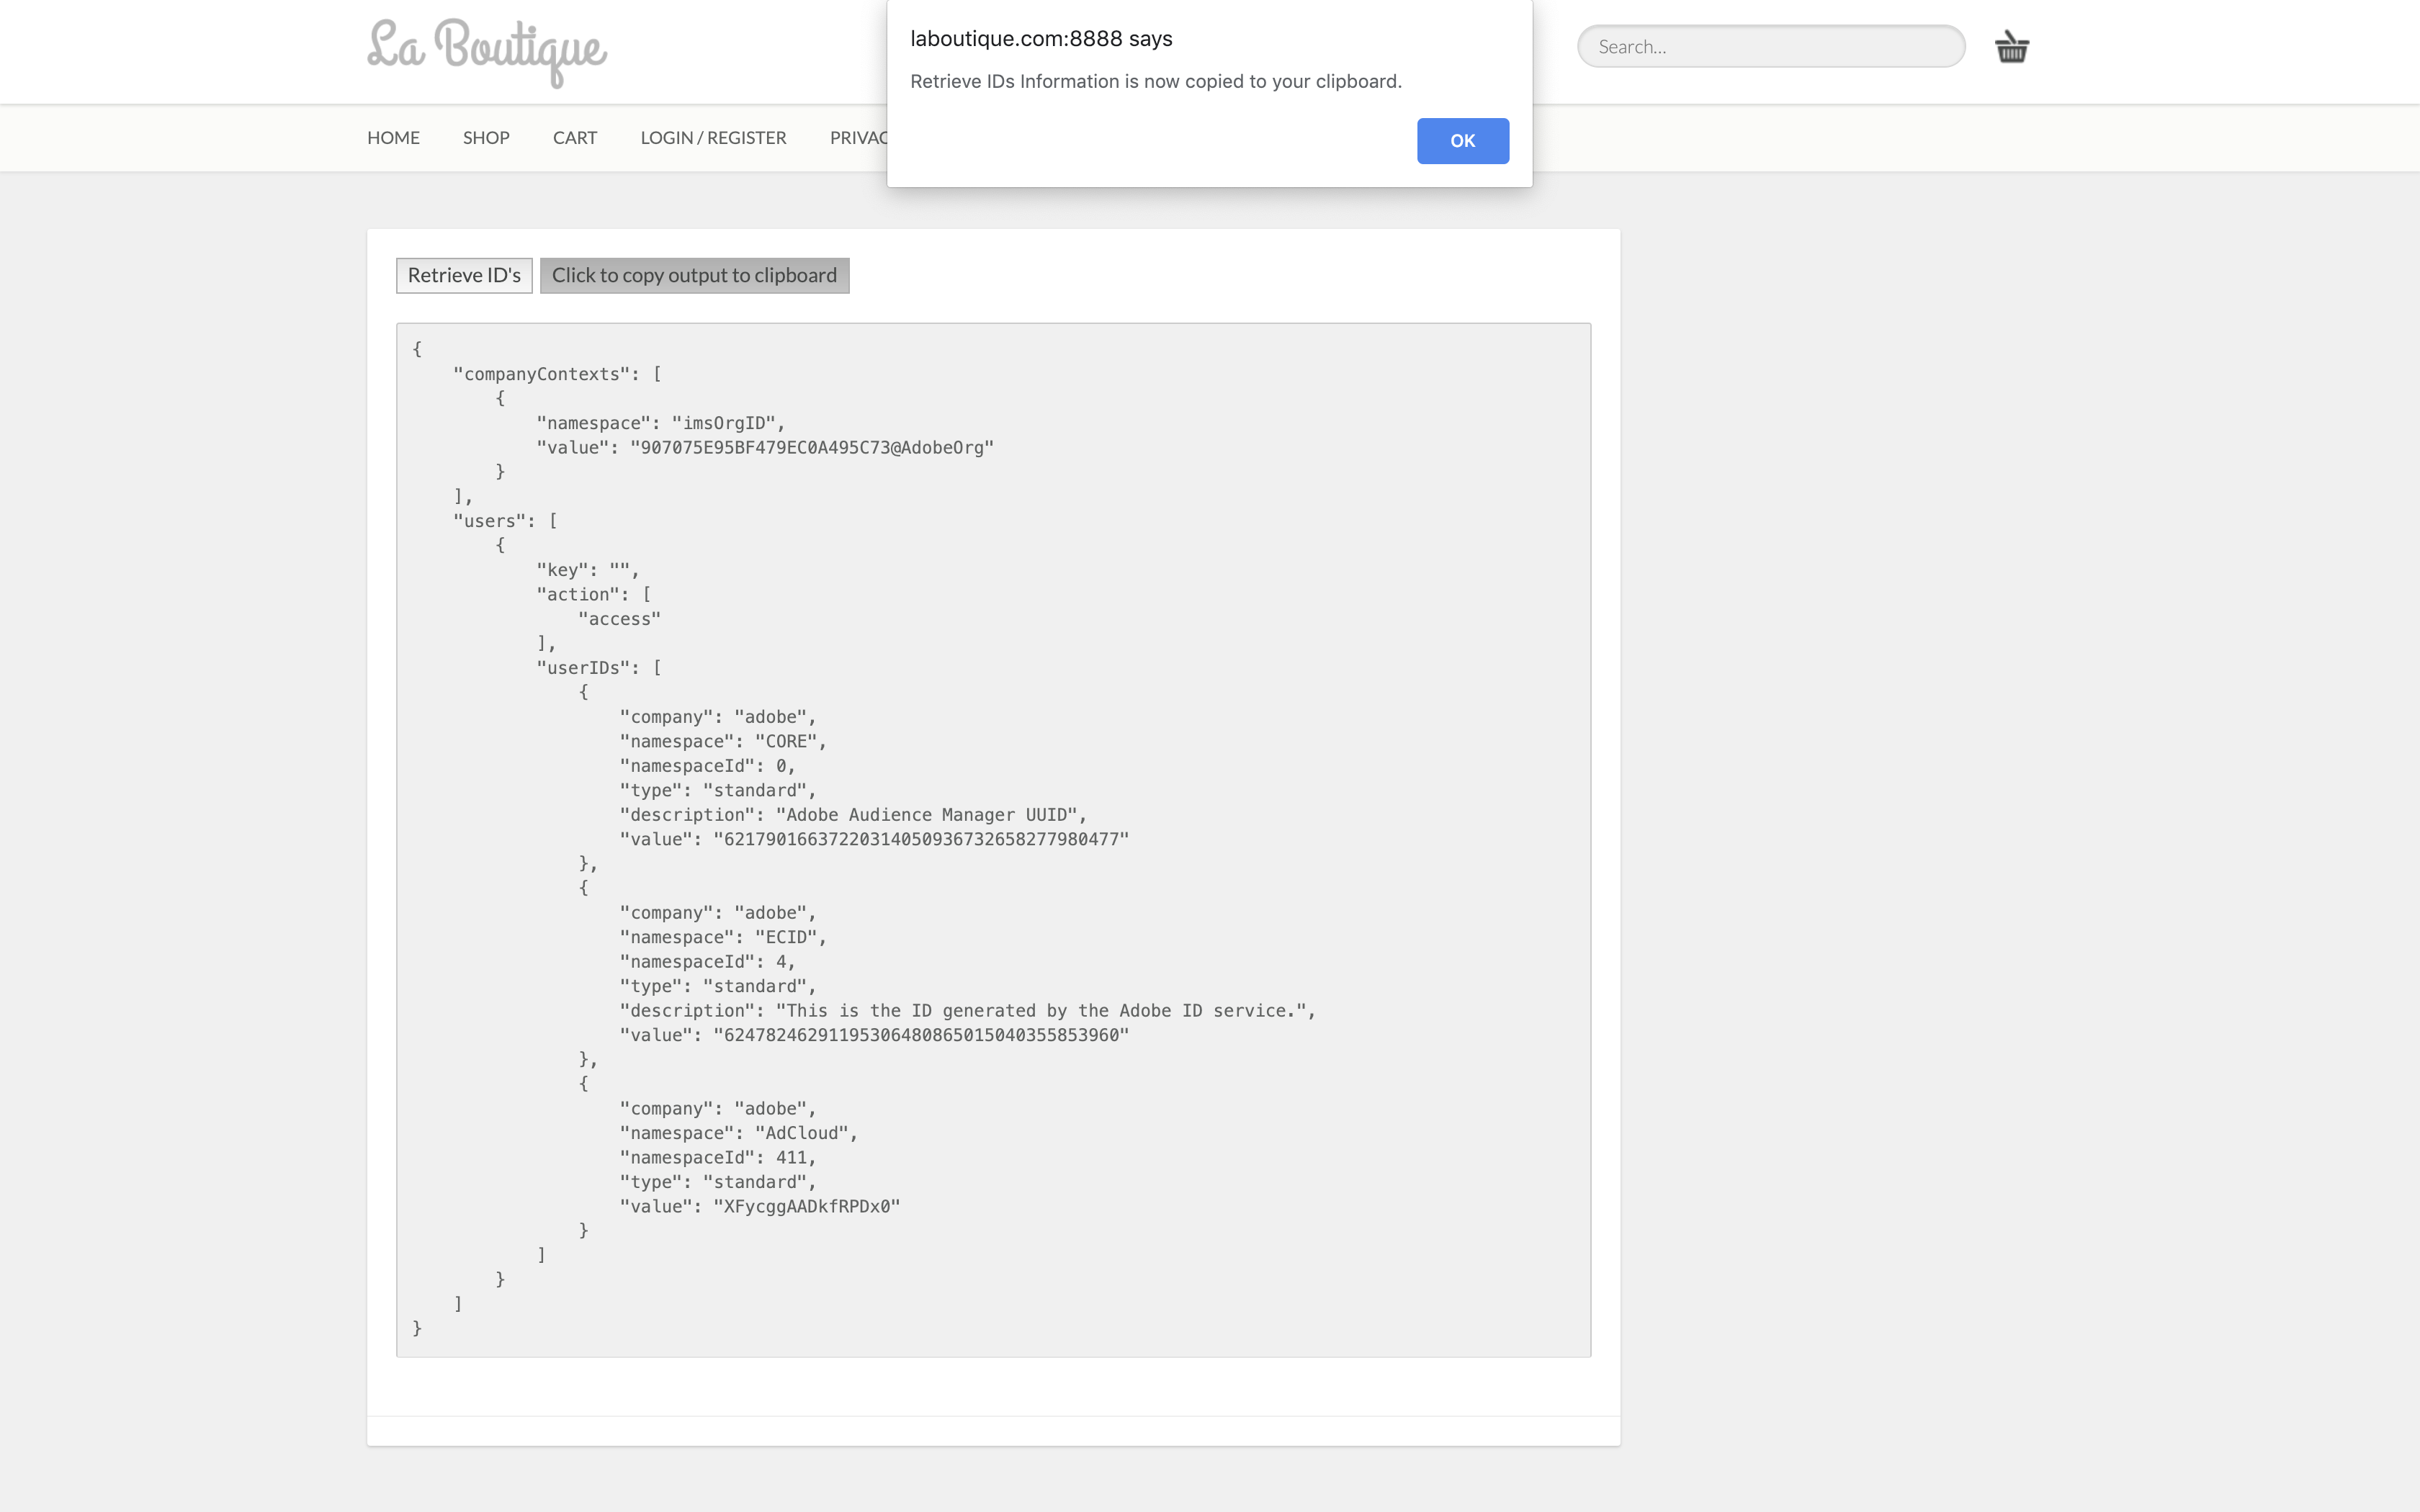 La Boutique
laboutique.com:8888 says
Retrieve IDs Information is now copied to your clipboard.
OK
Search...
HOME SHOP CART LOGIN / REGISTER PRIVAC
Retrieve ID's Click to copy output to clipboard
{
"companyContexts": [
{
"namespace": "imsOrgID",
"value": "907075E95BF479EC0A495C73@AdobeOrg"
}
],
"users": [
{
"key": "",
"action": [
"access"
],
"userIDs": [
{
"company": "adobe",
"namespace": "CORE",
"namespaceId": 0,
"type": "standard",
"description": "Adobe Audience Manager UUID",
"value": "62179016637220314050936732658277980477"
},
{
"company": "adobe",
"namespace": "ECID",
"namespaceId": 4,
"type": "standard",
"description": "This is the ID generated by the Adobe ID service.",
"value": "62478246291195306480865015040355853960"
},
{
"company": "adobe",
"namespace": "AdCloud",
"namespaceId": 411,
"type": "standard",
"value": "XFycggAADkfRPDx0"
}
]
}
]
}